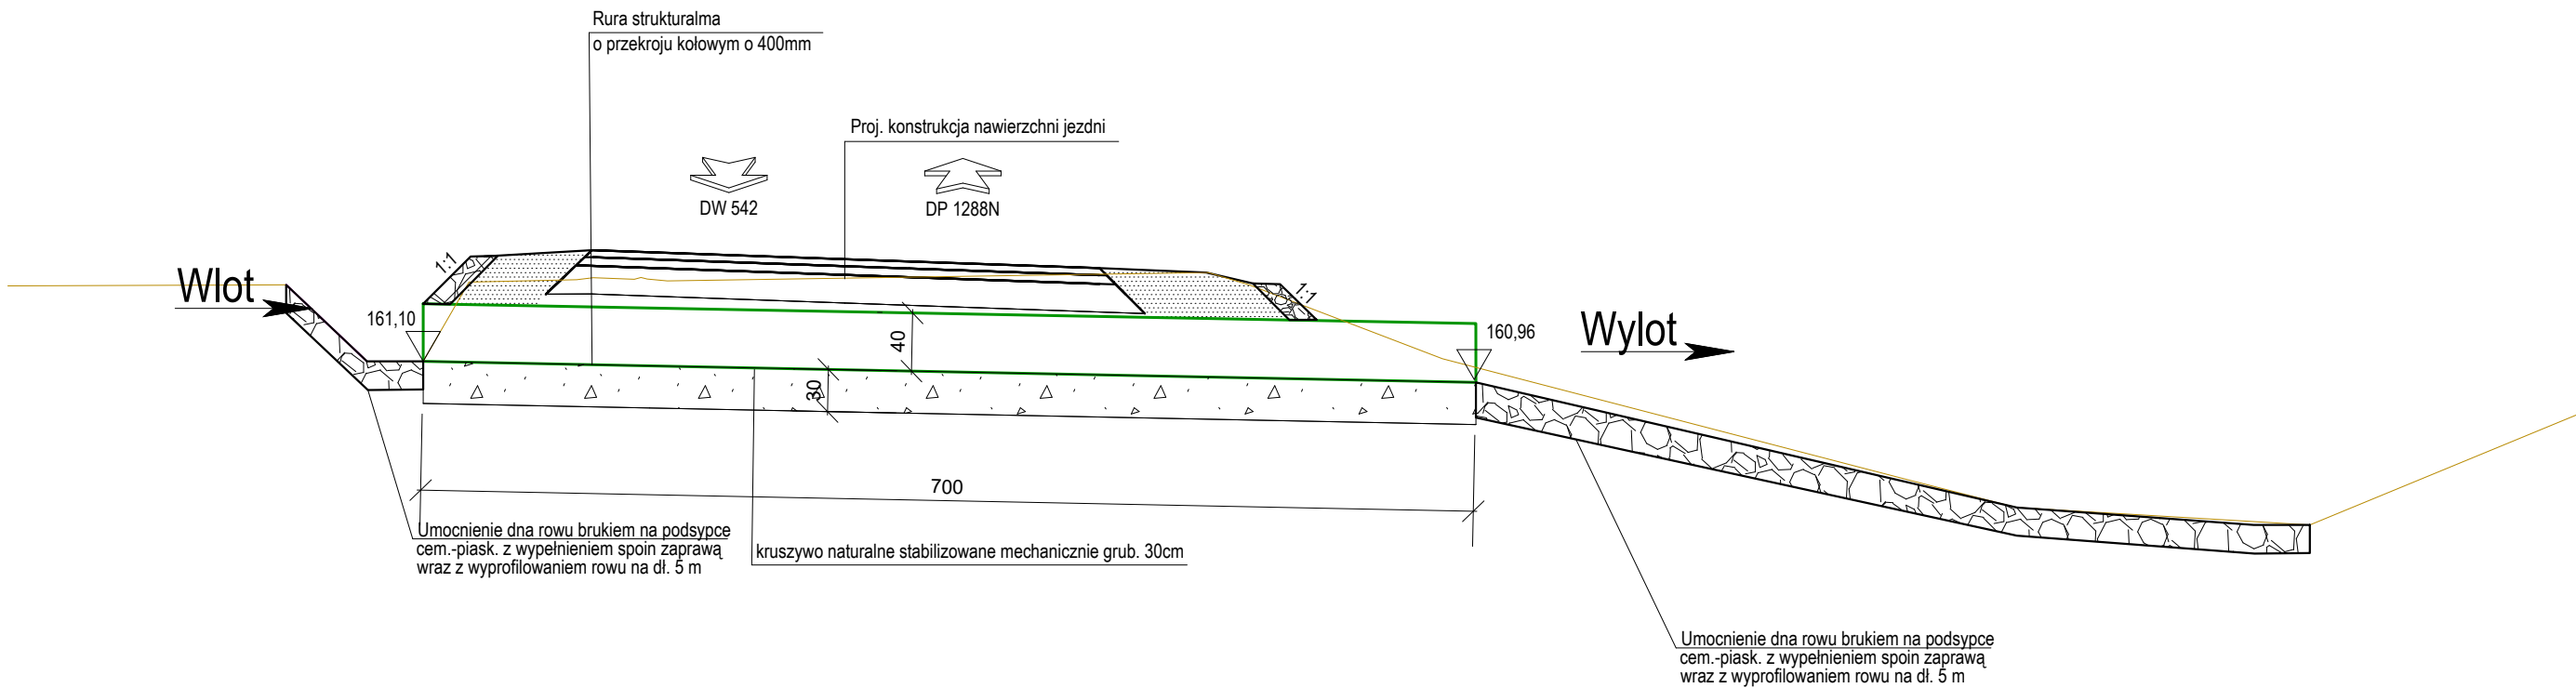 Rura strukturalma
o przekroju kołowym o 400mm
Proj. konstrukcja nawierzchni jezdni
DW 542
DP 1288N
Wlot
1:1
161,10
40
30
1:1
160,96
Wylot
700
Umocnienie dna rowu brukiem na podsypce
cem.-piask. z wypełnieniem spoin zaprawą
wraz z wyprofilowaniem rowu na dł. 5 m
kruszywo naturalne stabilizowane mechanicznie grub. 30cm
Umocnienie dna rowu brukiem na podsypce
cem.-piask. z wypełnieniem spoin zaprawą
wraz z wyprofilowaniem rowu na dł. 5 m